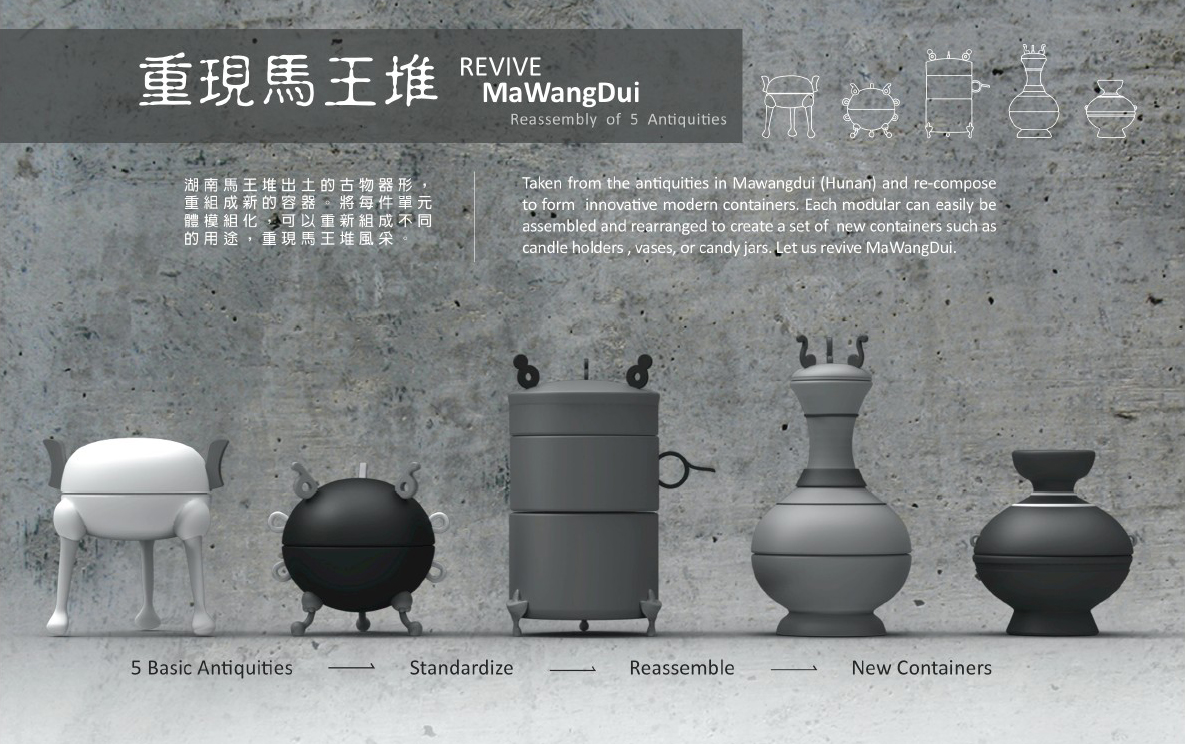 重現馬王堆
REVIVE
MaWangDui
Reassembly of 5 Antiquities
湖南馬王堆出土的古物器形，
重組成新的容器。將每件單元
體模組化，可以重新組成不同
的用途，重現馬王堆風采。
Taken from the antiquities in Mawangdui (Hunan) and re-compose
to form innovative modern containers. Each modular can easily be
assembled and rearranged to create a set of new containers such as
candle holders , vases, or candy jars. Let us revive MaWangDui.
5 Basic Antiquities
Standardize
Reassemble
New Containers